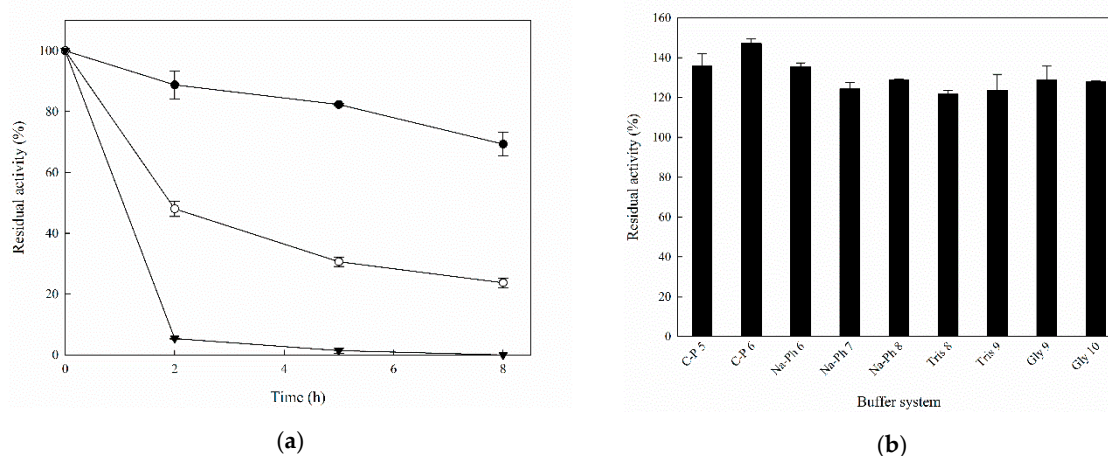 100
80
60
40
20
0
Residual activity (%)
0 2 4 6 8
Time (h)
(a)
160
140
120
100
80
60
40
20
0
Residual activity (%)
C-P 5 C-P 6 Na-Ph 6 Na-Ph 7 Na-Ph 8 Tris 8 Tris 9 Gly 9 Gly 10
Buffer system
(b)